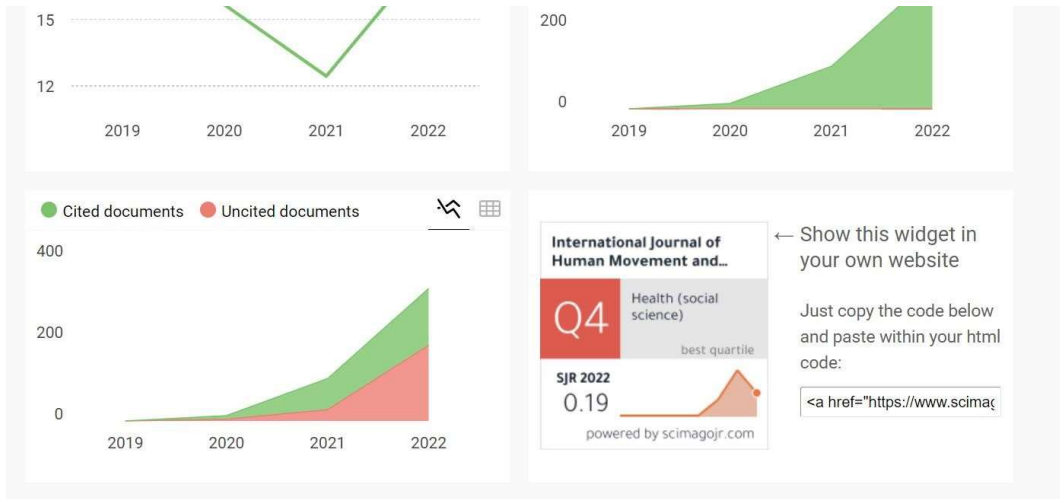 15
12
2019 2020 2021 2022
200
0
2019 2020 2021 2022
Cited documents Uncited documents
400
200
0
2019 2020 2021 2022
International Journal of
Human Movement and...
Q4
Health (social
science)
best quartile
SJR 2022
0.19
powered by scimagojr.com
← Show this widget in
your own website
Just copy the code below
and paste within your html
code:
<a href="https://www.scimag